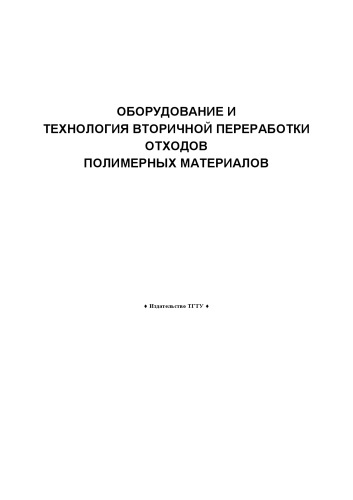 ОБОРУДОВАНИЕ И
ТЕХНОЛОГИЯ ВТОРИЧНОЙ ПЕРЕРАБОТКИ
ОТХОДОВ
ПОЛИМЕРНЫХ МАТЕРИАЛОВ
♦ Издательство ТГТУ ♦